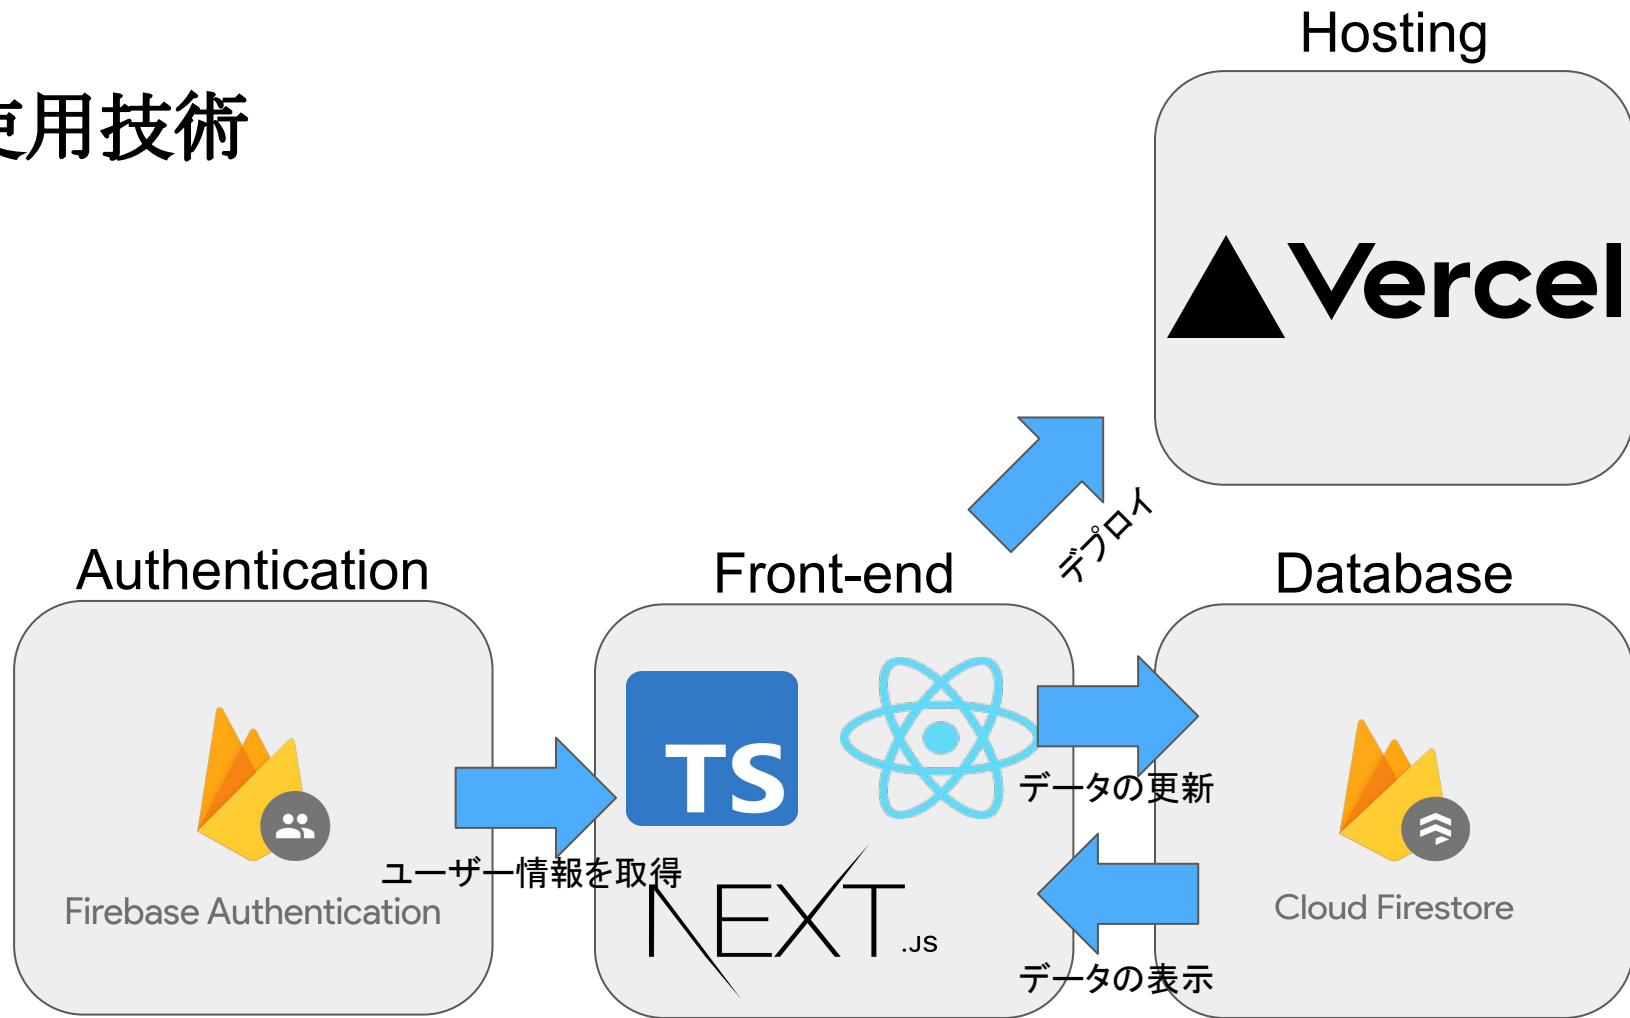 Hosting
使用技術
Vercel
デプロイ
Authentication
Front-end
Database
TS
データの更新
ユーザー情報を取得
Firebase Authentication
NEXT.JS
Cloud Firestore
データの表示